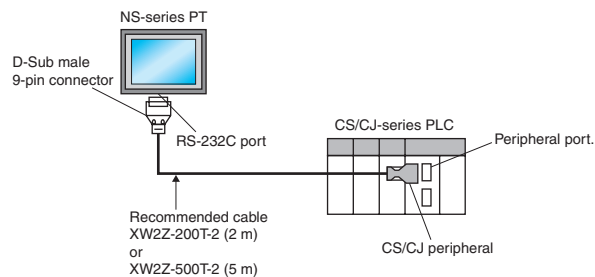 NS-series PT
D-Sub male
9-pin connector
RS-232C port
CS/CJ-series PLC
Peripheral port.
Recommended cable
XW2Z-200T-2 (2 m)
or
XW2Z-500T-2 (5 m)
CS/CJ peripheral